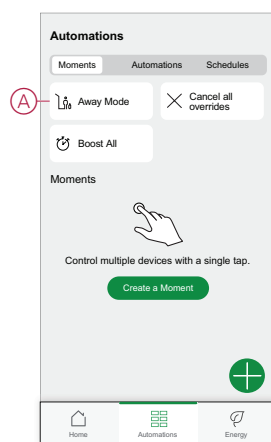 Automations
Moments Automations Schedules
A
Away Mode
Cancel all
overrides
Boost All
Moments
Control multiple devices with a single tap.
Create a Moment
Home Automations Energy